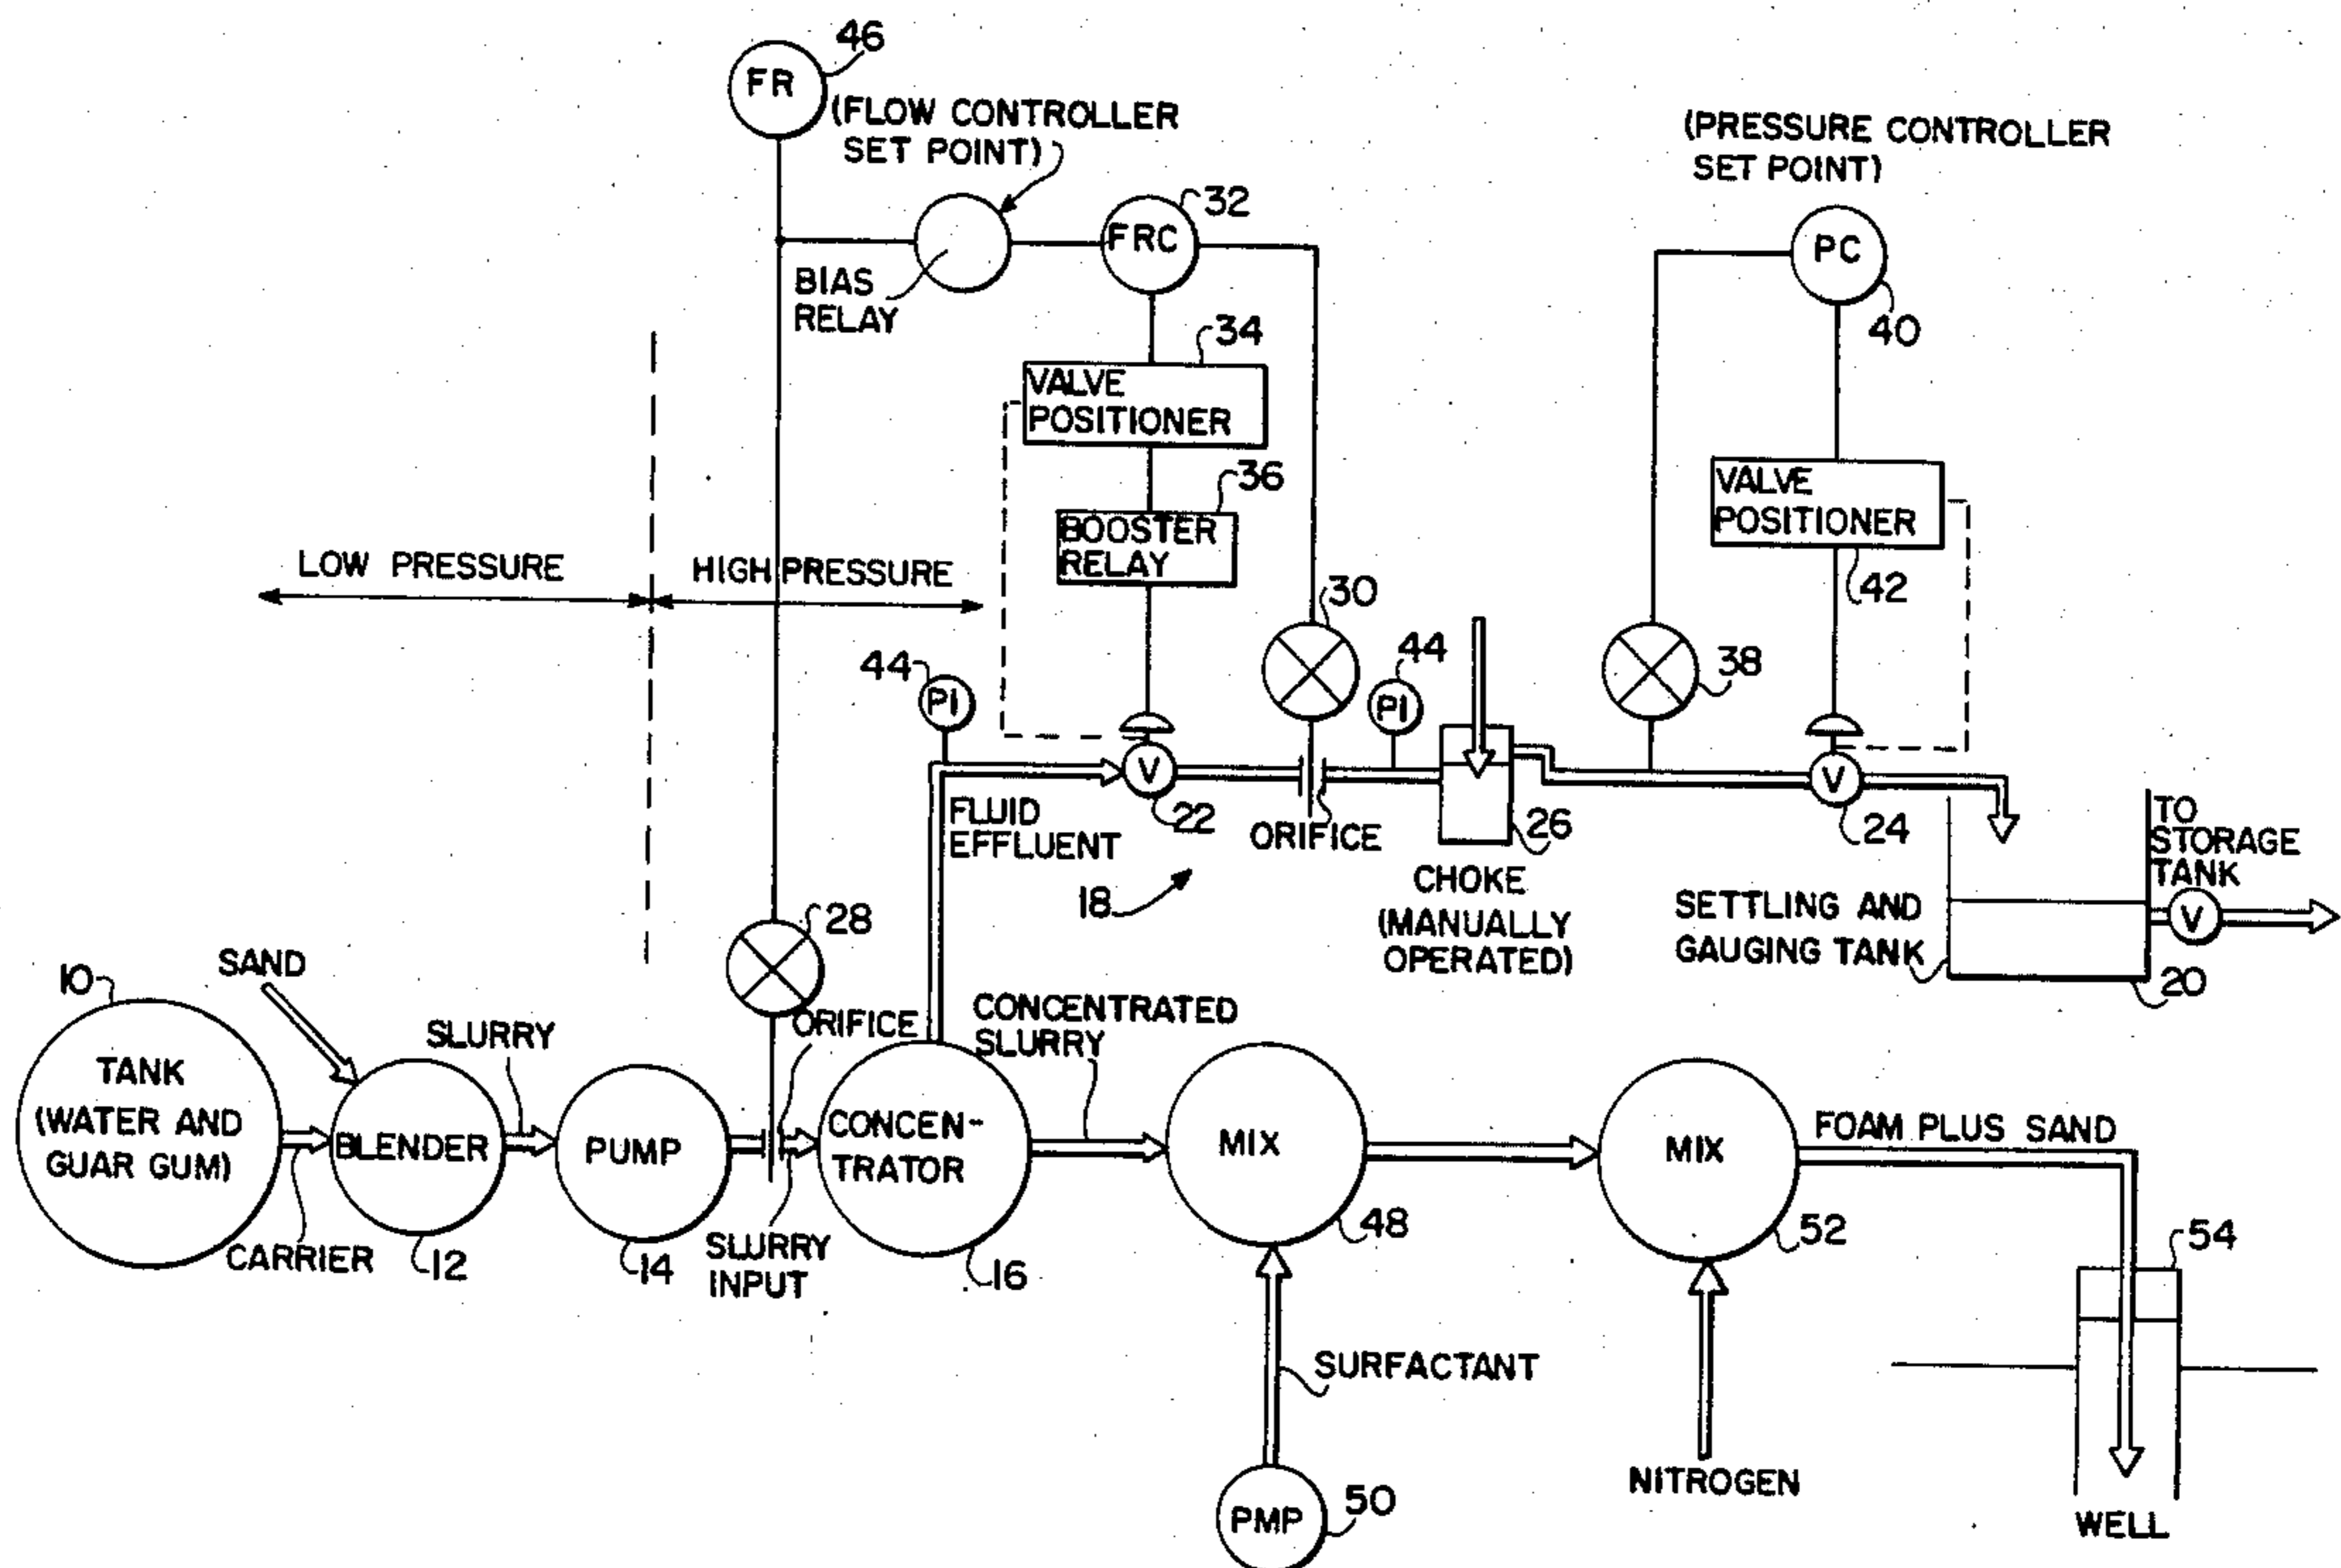 46
FR
(FLOW CONTROLLER
SET POINT)
(PRESSURE CONTROLLER
SET POINT)
32
FRC
PC
40
BIAS
RELAY
34
VALVE
POSITIONER
36
BOOSTER
RELAY
VALVE
POSITIONER
42
LOW PRESSURE
HIGH PRESSURE
30
44
PI
44
PI
38
V
22
V
24
FLUID
EFFLUENT
ORIFICE
26
18
CHOKE
(MANUALLY
OPERATED)
TO
STORAGE
TANK
SETTLING AND
GAUGING TANK
V
20
28
SAND
10
ORIFICE
CONCENTRATED
SLURRY
SLURRY
TANK
(WATER AND
GUAR GUM)
BLENDER
PUMP
CONCEN-
TRATOR
MIX
MIX
FOAM PLUS SAND
CARRIER
12
14
SLURRY
INPUT
16
48
52
54
SURFACTANT
NITROGEN
PMP
50
WELL